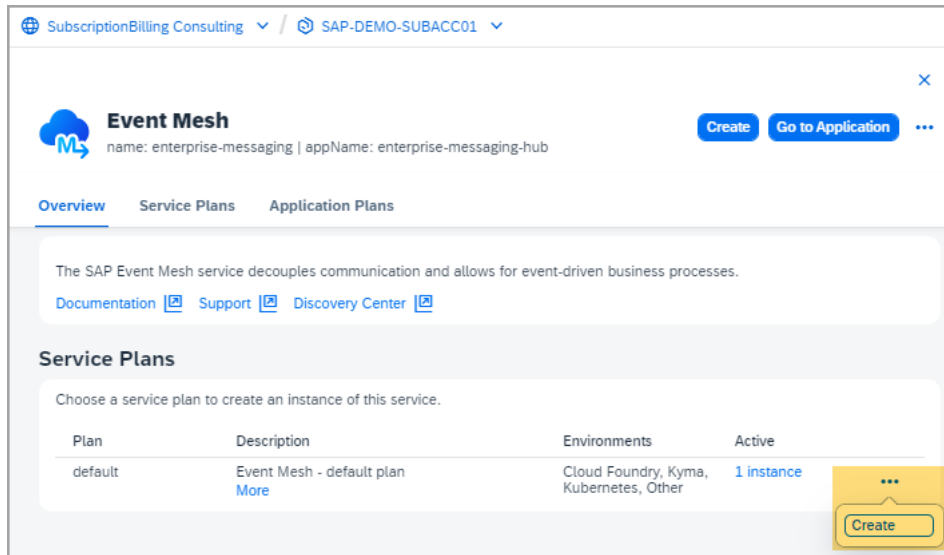 SubscriptionBilling Consulting / SAP-DEMO-SUBACC01
Event Mesh
name: enterprise-messaging | appName: enterprise-messaging-hub
Create Go to Application
Overview Service Plans Application Plans
The SAP Event Mesh service decouples communication and allows for event-driven business processes.
Documentation Support Discovery Center
Service Plans
Choose a service plan to create an instance of this service.
Plan Description Environments Active
default Event Mesh - default plan Cloud Foundry, Kyma, 1 instance
More Kubernetes, Other
Create